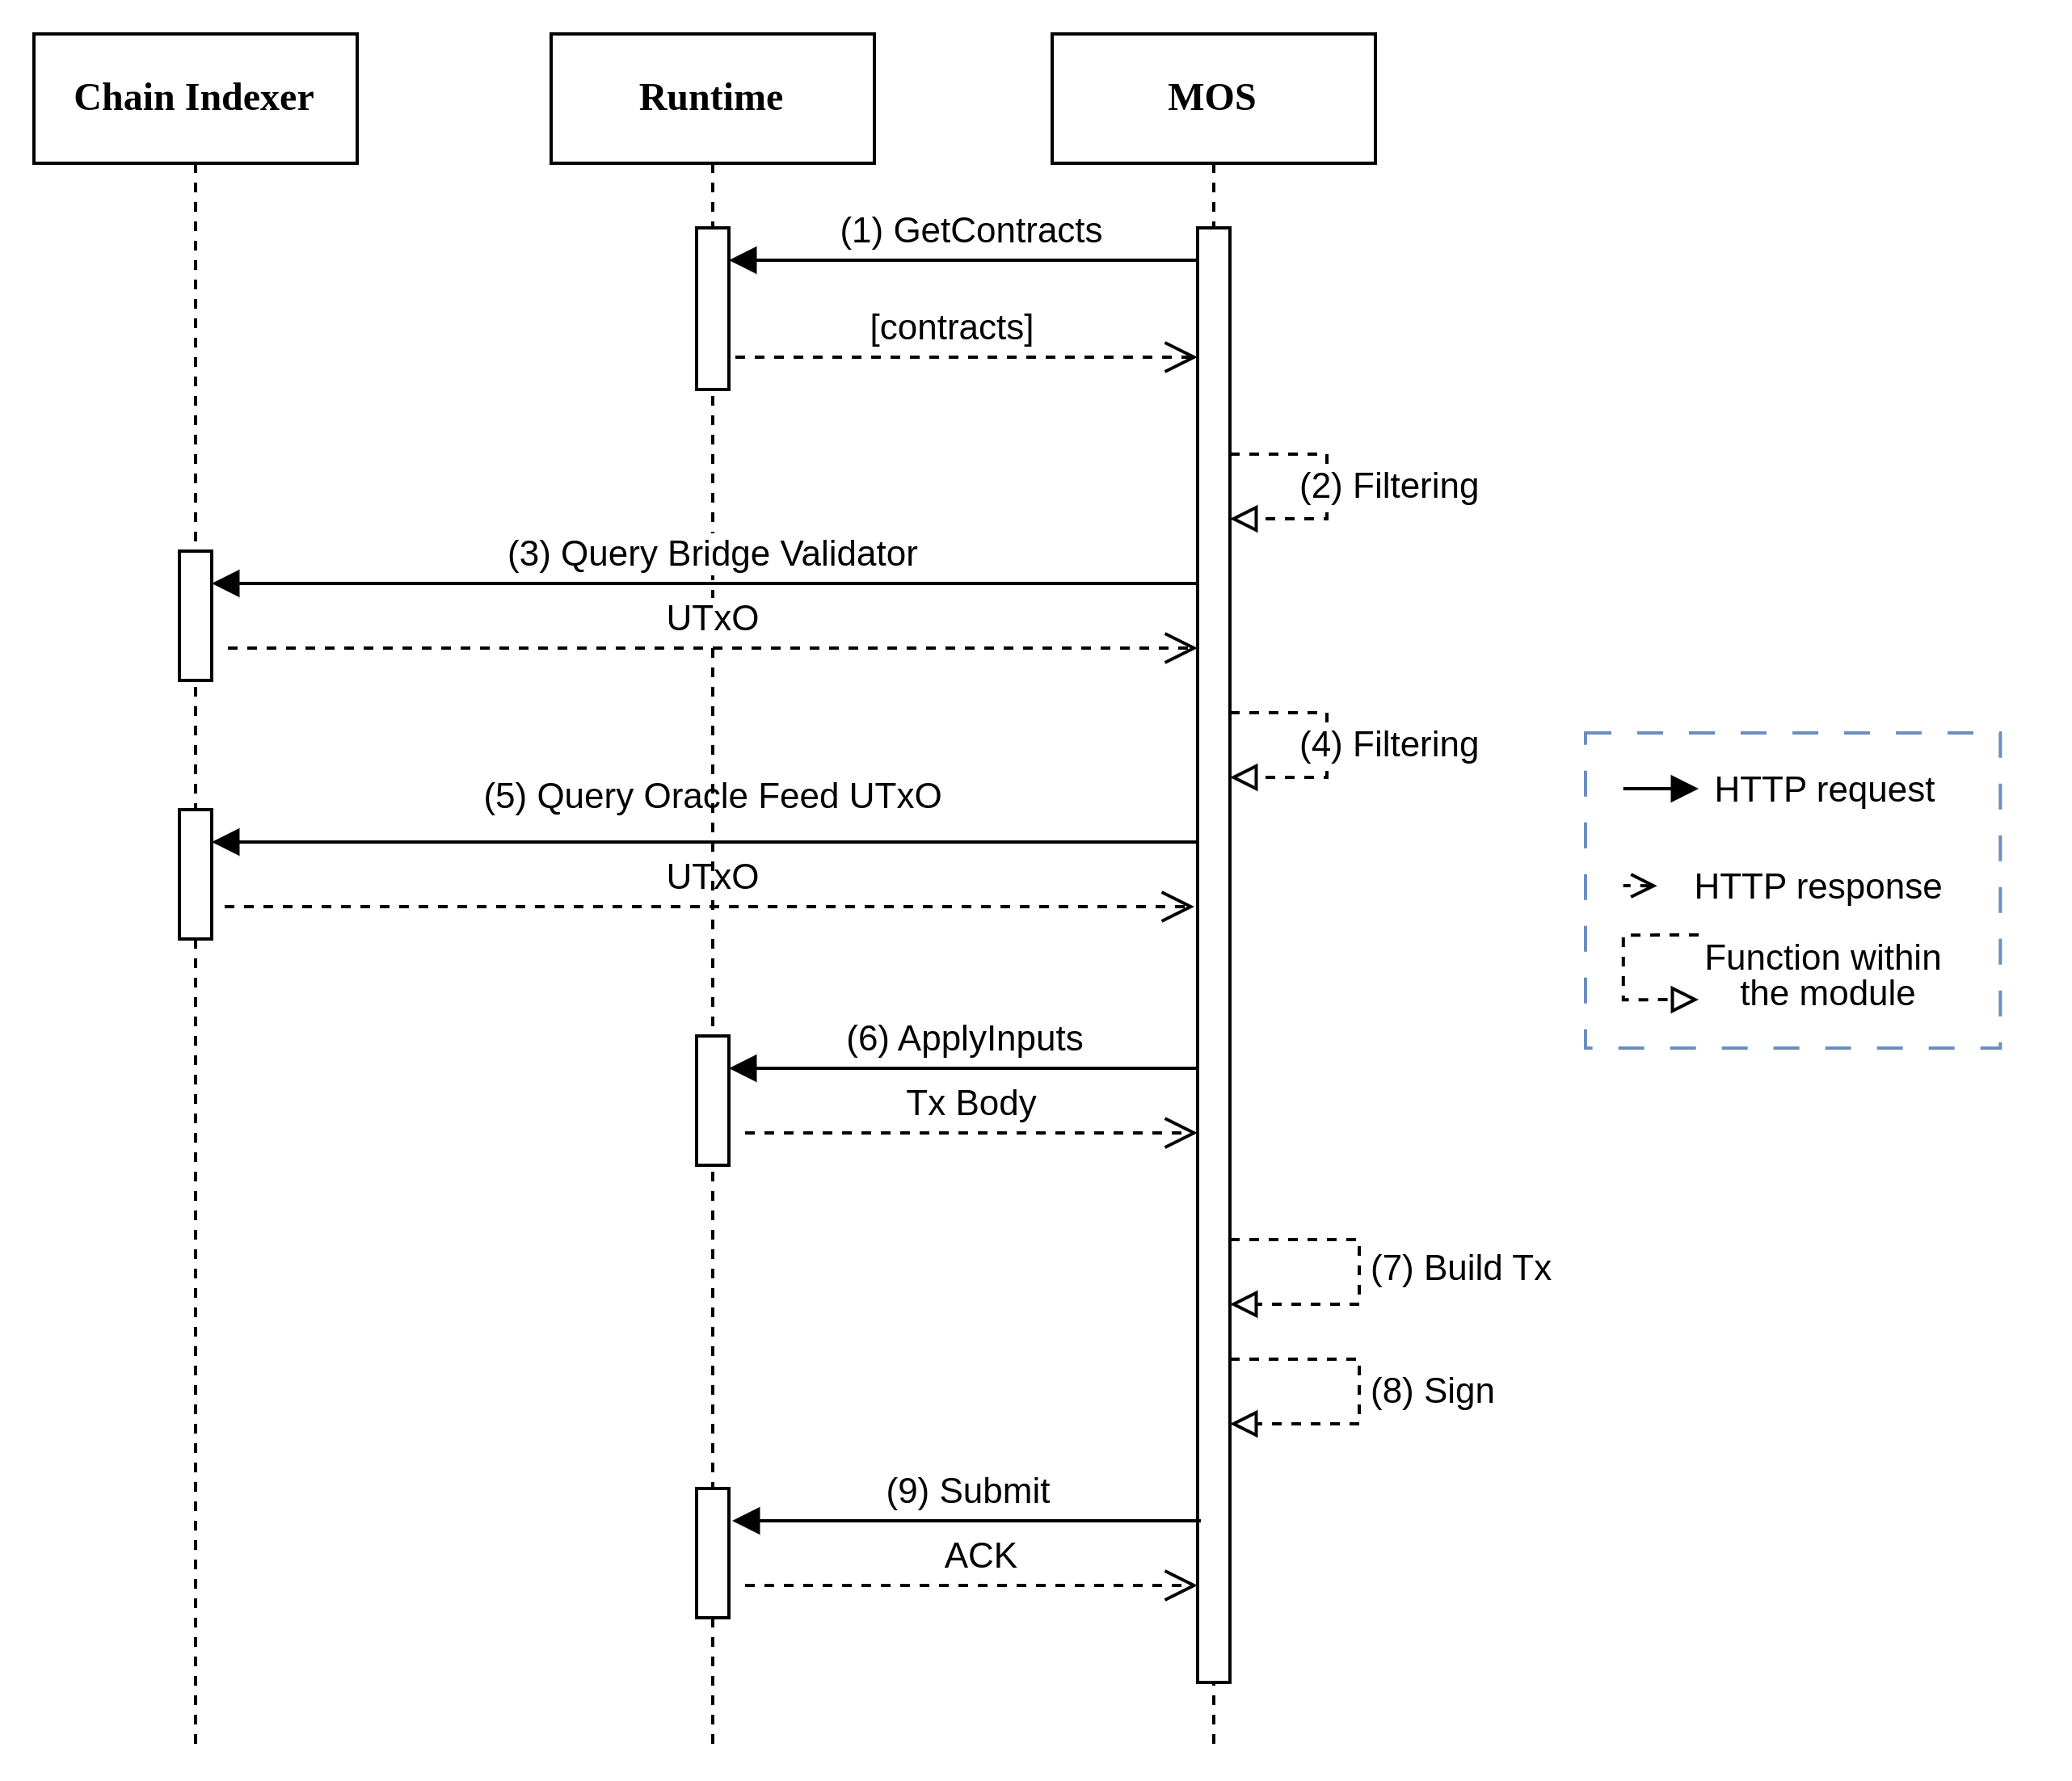 Chain Indexer
Runtime
MOS
(1) GetContracts
[contracts]
(2) Filtering
(3) Query Bridge Validator
UTxO
(4) Filtering
(5) Query Oracle Feed UTxO
UTxO
HTTP request
HTTP response
Function within
the module
(6) ApplyInputs
Tx Body
(7) Build Tx
(8) Sign
(9) Submit
ACK